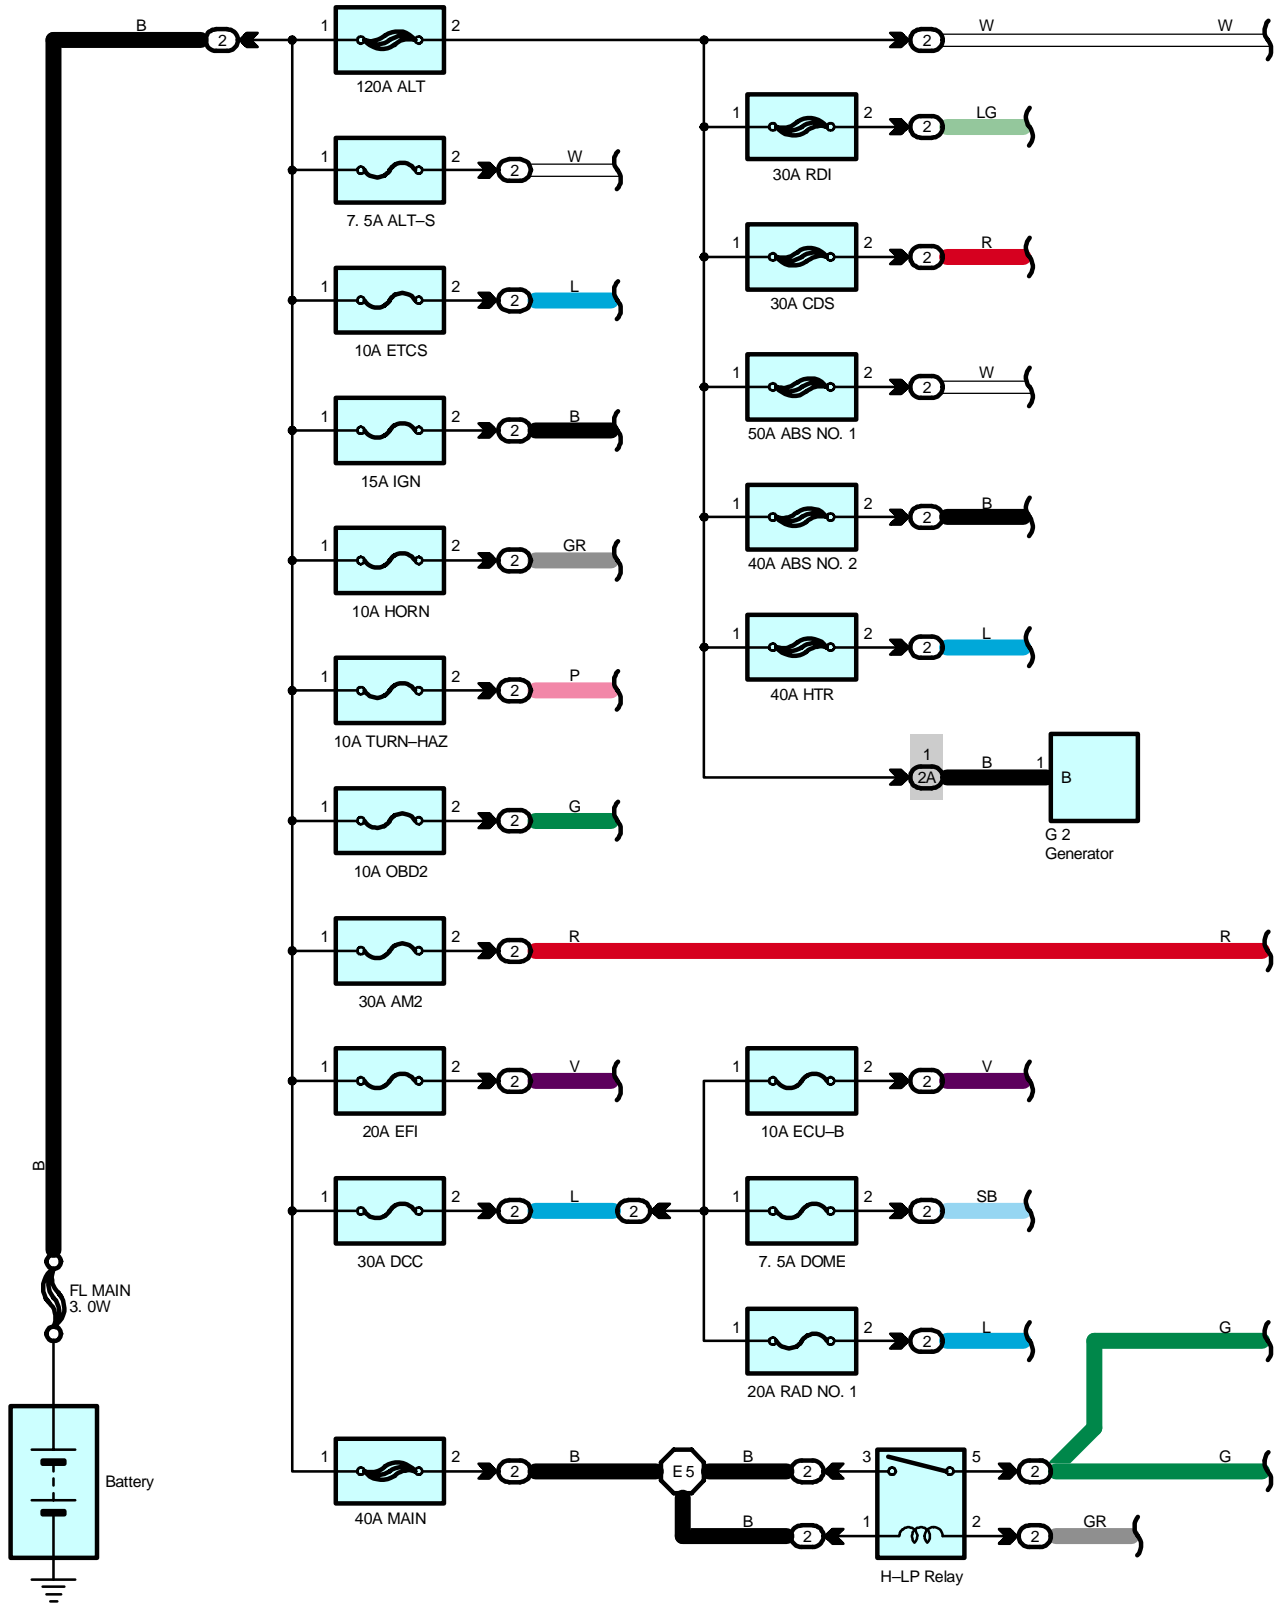 B 2 1 2 2 W W
120A ALT
1 2 2 LG
30A RDI
1 2 2 W
7. 5A ALT–S
1 2 2 R
30A CDS
1 2 2 L
10A ETCS
1 2 2 W
50A ABS NO. 1
1 2 2 B
15A IGN
1 2 2 B
40A ABS NO. 2
1 2 2 GR
10A HORN
1 2 2 L
40A HTR
1 2 2 P
10A TURN–HAZ
1
2A B 1 B
G 2
Generator
1 2 2 G
10A OBD2
1 2 2 R R
30A AM2
1 2 2 V
20A EFI
1 2 2 V
10A ECU–B
B
1 2 2 L 2
30A DCC
1 2 2 SB
7. 5A DOME
FL MAIN
3. 0W
1 2 2 L
20A RAD NO. 1
G
Battery
1 2 2 B E 5 B 2 3 5 2 G
40A MAIN
B 2 1 2 2 GR
H–LP Relay